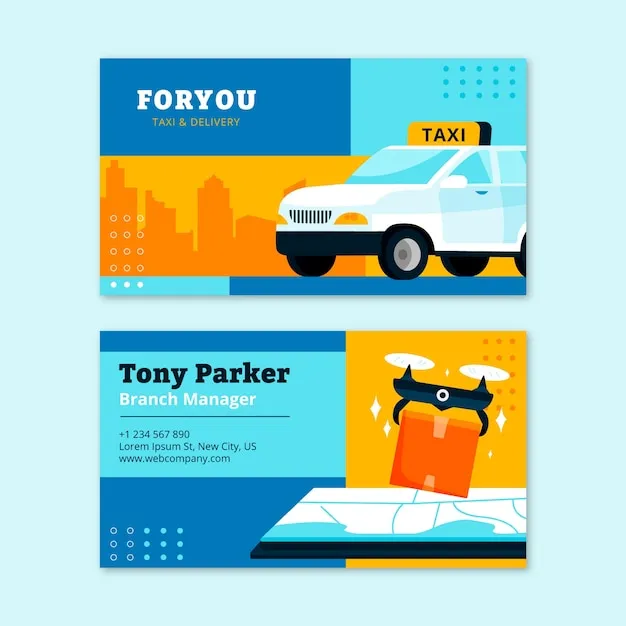 FORYOU
TAXI & DELIVERY
TAXI
Tony Parker
Branch Manager
+1 234 567 890
Lorem Ipsum St, New City, US
www.webcompany.com